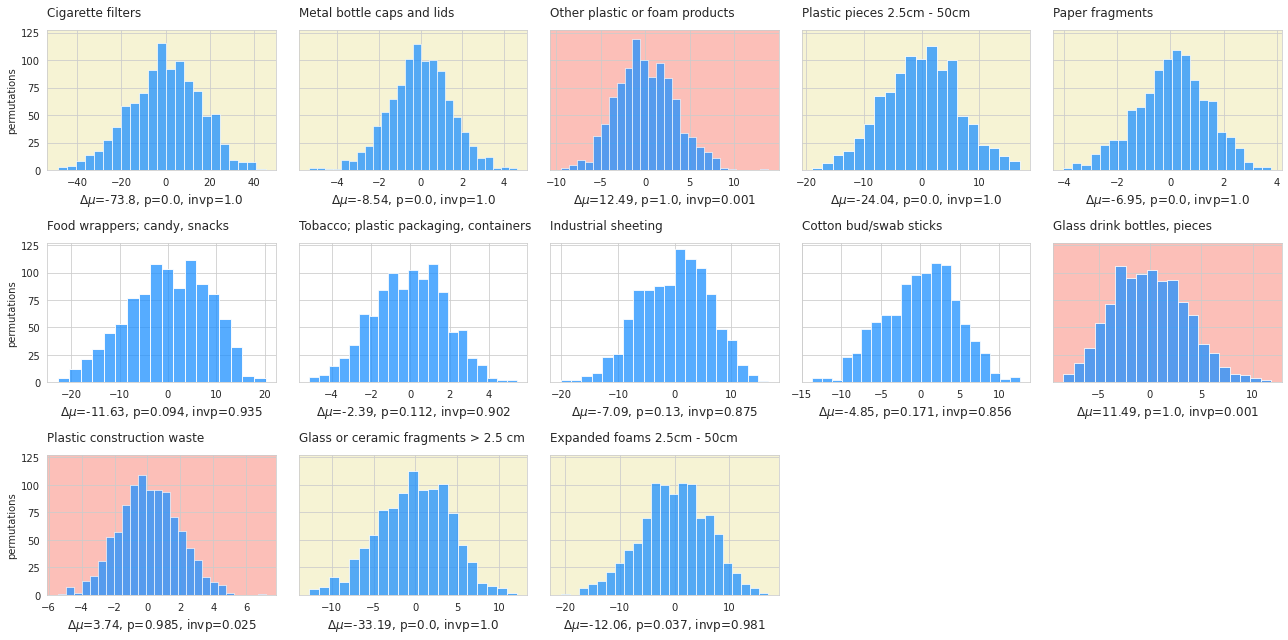 Cigarette filters
Metal bottle caps and lids
Other plastic or foam products
Plastic pieces 2.5cm - 50cm
Paper fragments
permutations
125
100
75
50
25
0
−40 −20 0 20 40
−4 −2 0 2 4
−10 −5 0 5 10
−20 −10 0 10
−4 −2 0 2 4
Δμ=-73.8, p=0.0, invp=1.0
Δμ=-8.54, p=0.0, invp=1.0
Δμ=12.49, p=1.0, invp=0.001
Δμ=-24.04, p=0.0, invp=1.0
Δμ=-6.95, p=0.0, invp=1.0
Food wrappers; candy, snacks
Tobacco; plastic packaging, containers
Industrial sheeting
Cotton bud/swab sticks
Glass drink bottles, pieces
permutations
125
100
75
50
25
0
−20 −10 0 10 20
−4 −2 0 2 4
−20 −10 0 10
−15 −10 −5 0 5 10
−5 0 5 10
Δμ=-11.63, p=0.094, invp=0.935
Δμ=-2.39, p=0.112, invp=0.902
Δμ=-7.09, p=0.13, invp=0.875
Δμ=-4.85, p=0.171, invp=0.856
Δμ=11.49, p=1.0, invp=0.001
Plastic construction waste
Glass or ceramic fragments > 2.5 cm
Expanded foams 2.5cm - 50cm
permutations
125
100
75
50
25
0
−6 −4 −2 0 2 4 6
−10 −5 0 5 10
−20 −10 0 10
Δμ=3.74, p=0.985, invp=0.025
Δμ=-33.19, p=0.0, invp=1.0
Δμ=-12.06, p=0.037, invp=0.981